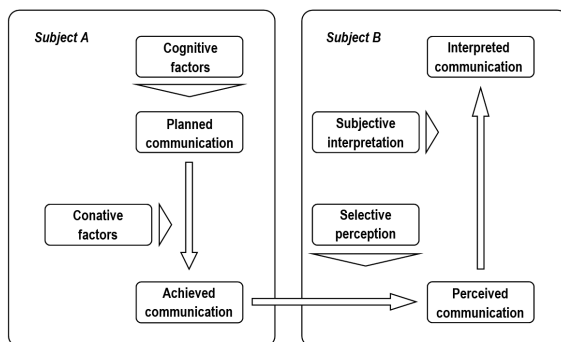 Subject A
Cognitive
factors
Planned
communication
Conative
factors
Achieved
communication
Subject B
Interpreted
communication
Subjective
interpretation
Selective
perception
Perceived
communication